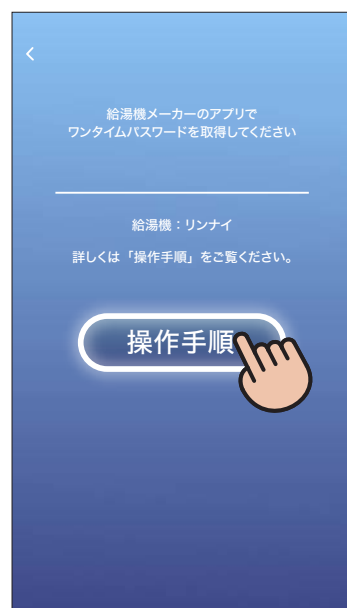 給湯機メーカーのアプリで
ワンタイムパスワードを取得してください
給湯機：リンナイ
詳しくは「操作手順」をご覧ください。
操作手順